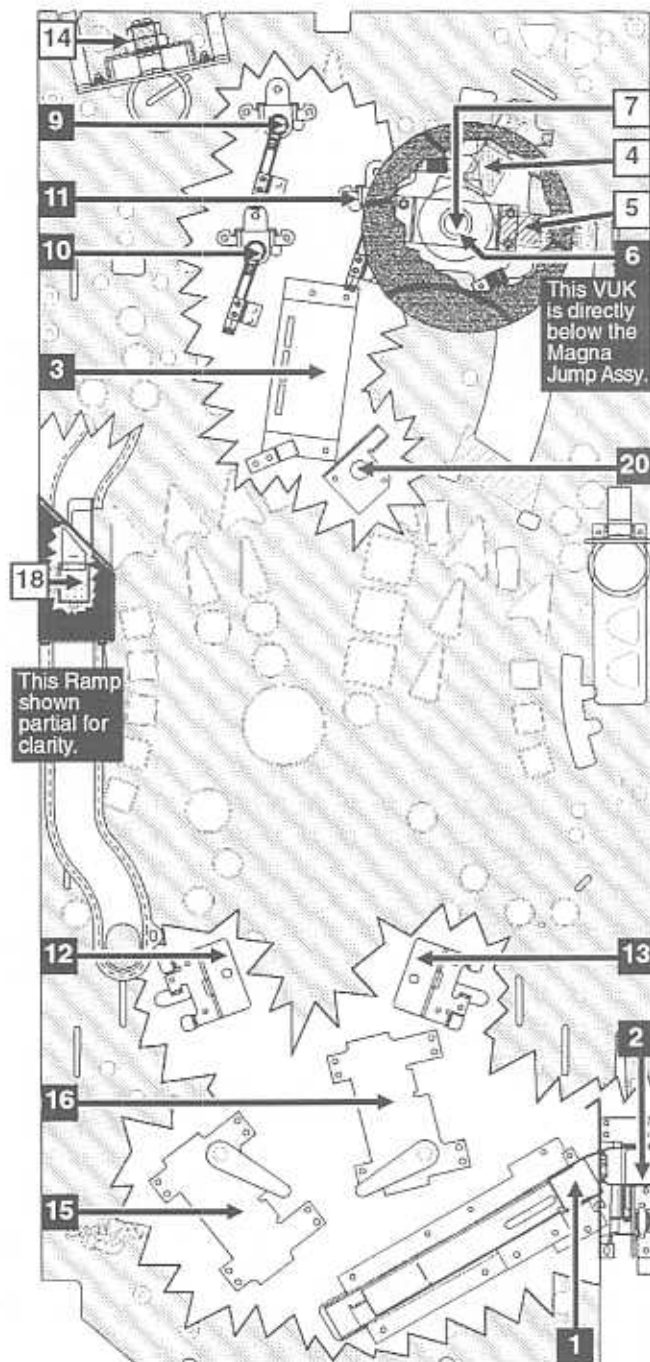 14
9
7
4
11
5
10
6
This VUK
is directly
below the
Magna
Jump Assy.
3
20
18
This Ramp
shown
partial for
clarity.
12
13
2
16
15
1